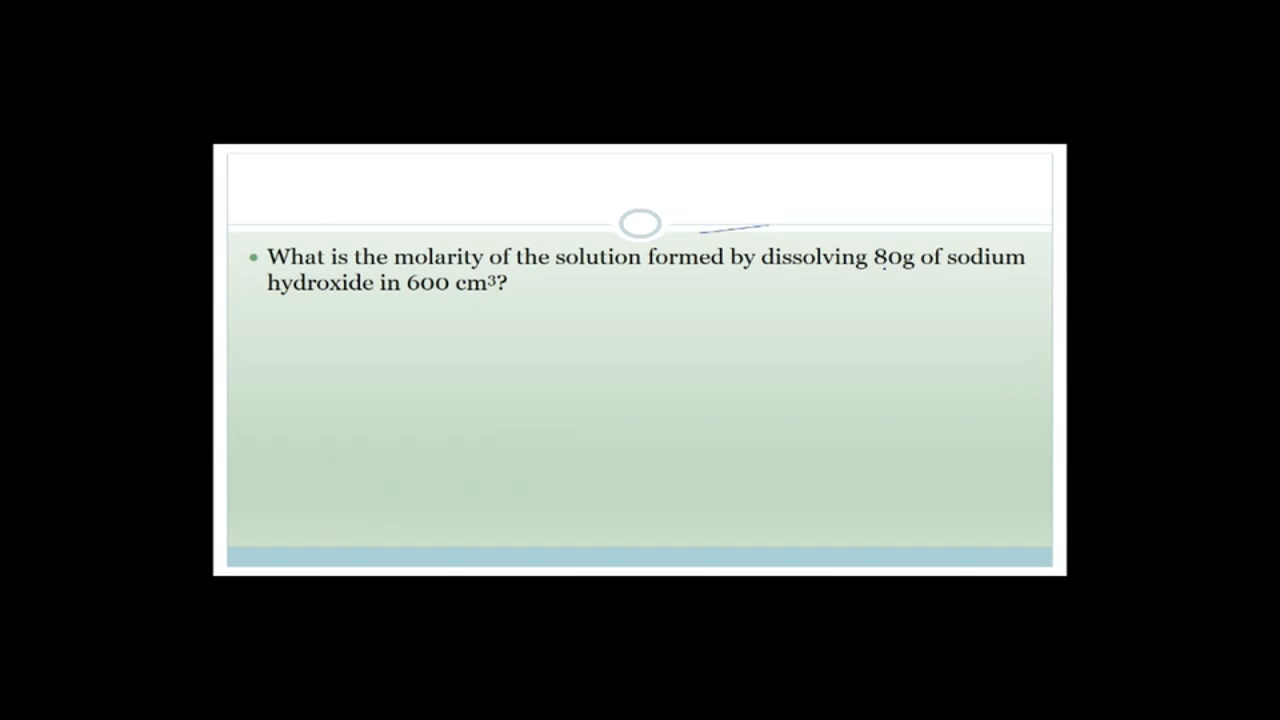 What is the molarity of the solution formed by dissolving 80g of sodium
hydroxide in 600 cm³?